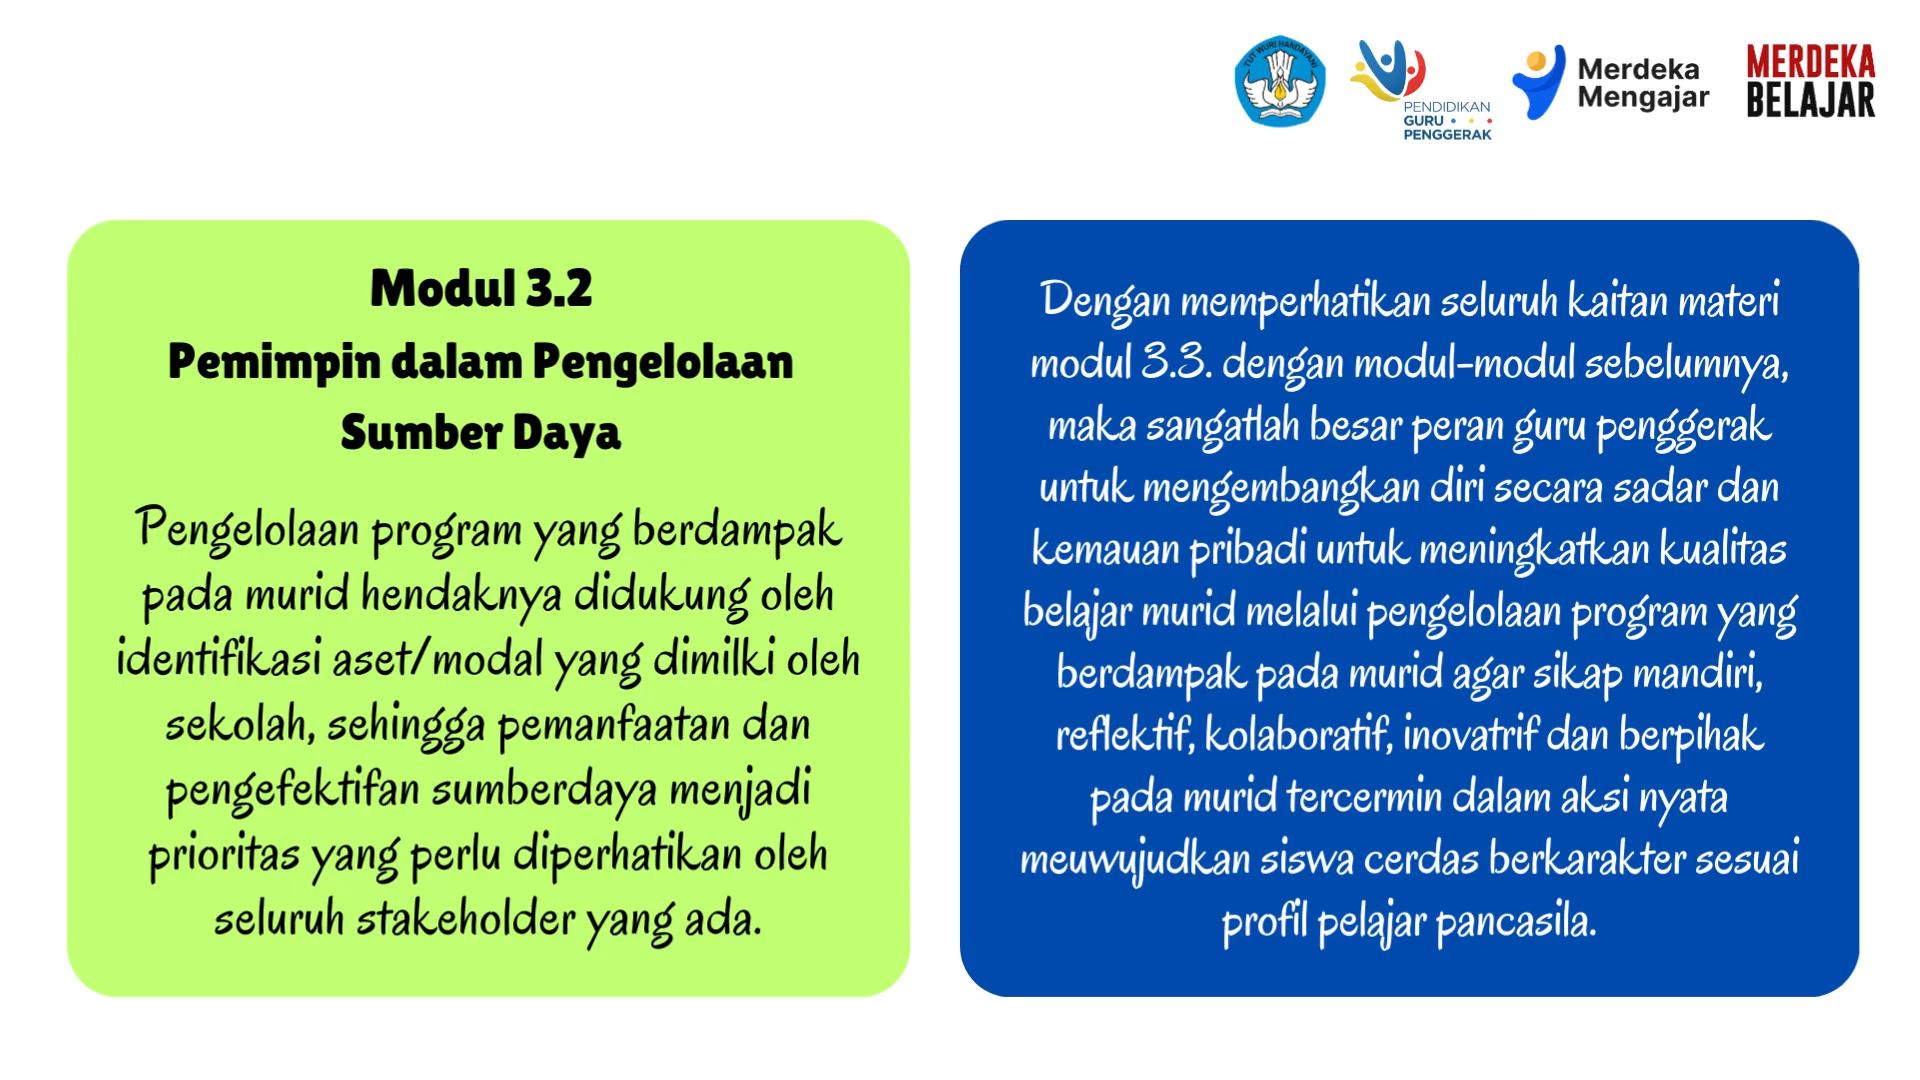 TUT WURI HANDAYANI
PENDIDIKAN
GURU
PENGGERAK
Merdeka
Mengajar
MERDEKA
BELAJAR
Modul 3.2
Pemimpin dalam Pengelolaan
Sumber Daya
Pengelolaan program yang berdampak
pada murid hendaknya didukung oleh
identifikasi aset/modal yang dimilki oleh
sekolah, sehingga pemanfaatan dan
pengefektifan sumberdaya menjadi
prioritas yang perlu diperhatikan oleh
seluruh stakeholder yang ada.
Dengan memperhatikan seluruh kaitan materi
modul 3.3. dengan modul-modul sebelumnya,
maka sangatlah besar peran guru penggerak
untuk mengembangkan diri secara sadar dan
kemauan pribadi untuk meningkatkan kualitas
belajar murid melalui pengelolaan program yang
berdampak pada murid agar sikap mandiri,
reflektif, kolaboratif, inovatrif dan berpihak
pada murid tercermin dalam aksi nyata
meuwujudkan siswa cerdas berkarakter sesuai
profil pelajar pancasila.